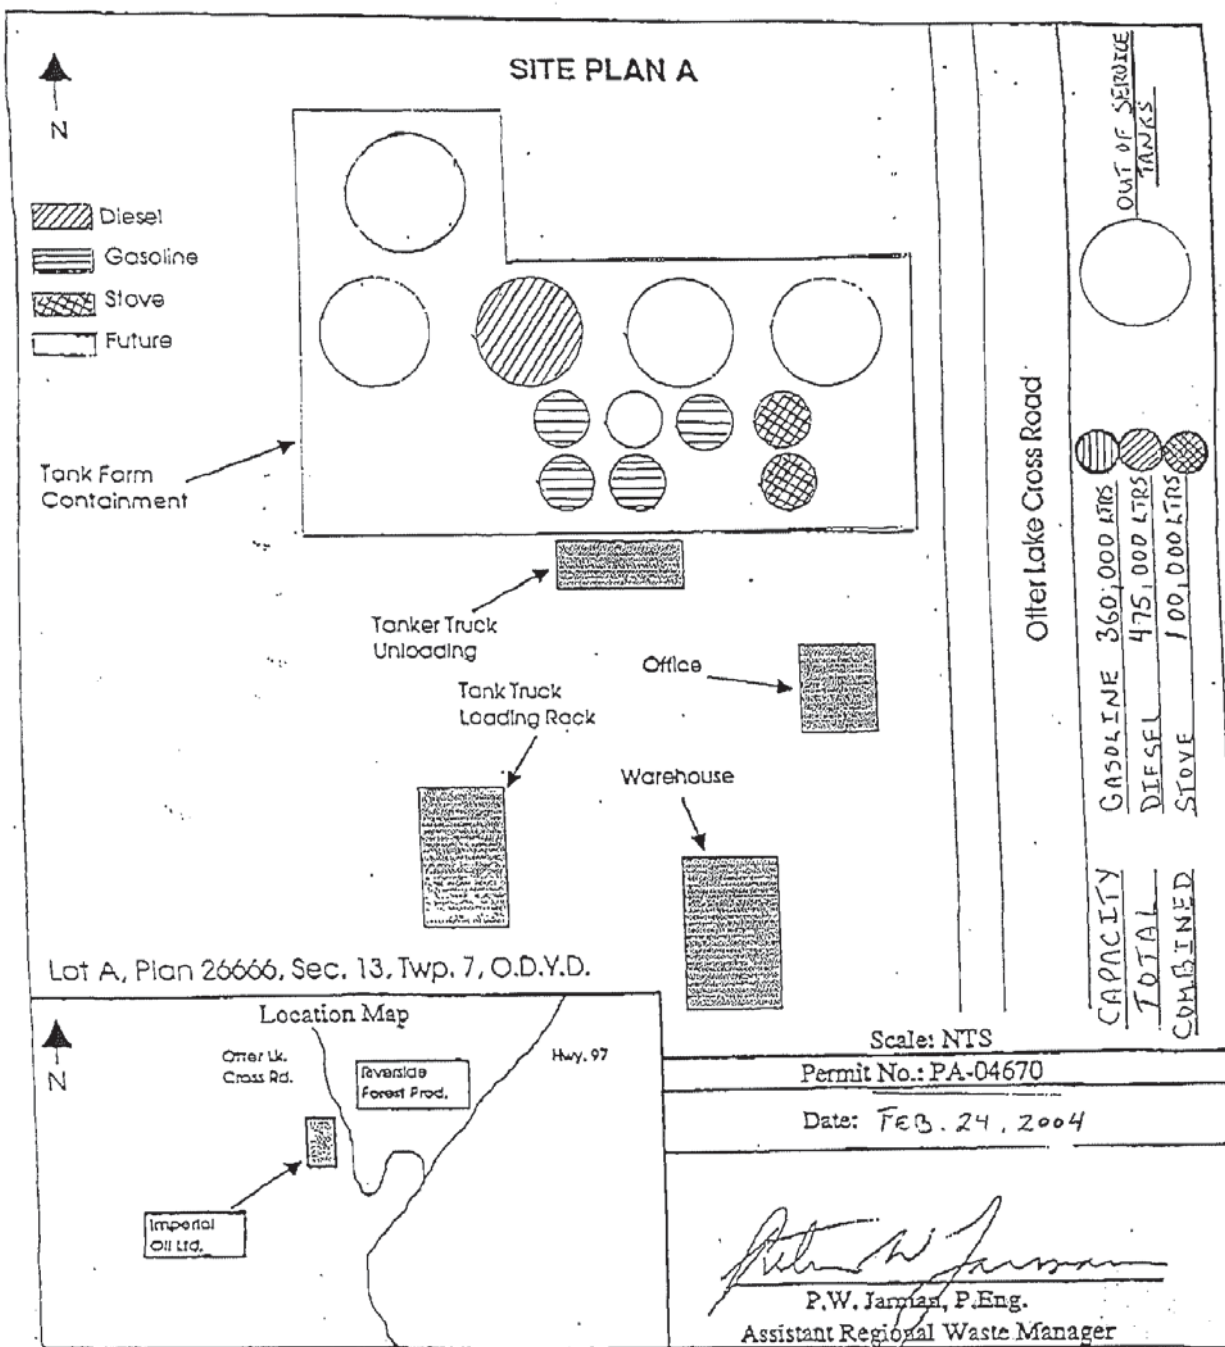 SITE PLAN A
N
Diesel
Gasoline
Stove
Future
Tank Farm
Containment
Tanker Truck
Unloading
Office
Tank Truck
Loading Rack
Warehouse
Otter Lake Cross Road
OUT OF SERVICE
TANKS
CAPACITY GASOLINE 360,000 LTRS
TOTAL DIESEL 475,000 LTRS
COMBINED STOVE 100,000 LTRS
Lot A, Plan 26666, Sec. 13, Twp. 7, O.D.Y.D.
Location Map
N
Otter Lk.
Cross Rd.
Riverside
Forest Prod.
Hwy. 97
Imperial
Oil Ltd.
Scale: NTS
Permit No.: PA-04670
Date: FEB. 24, 2004
P.W. Jarman, P.Eng.
Assistant Regional Waste Manager